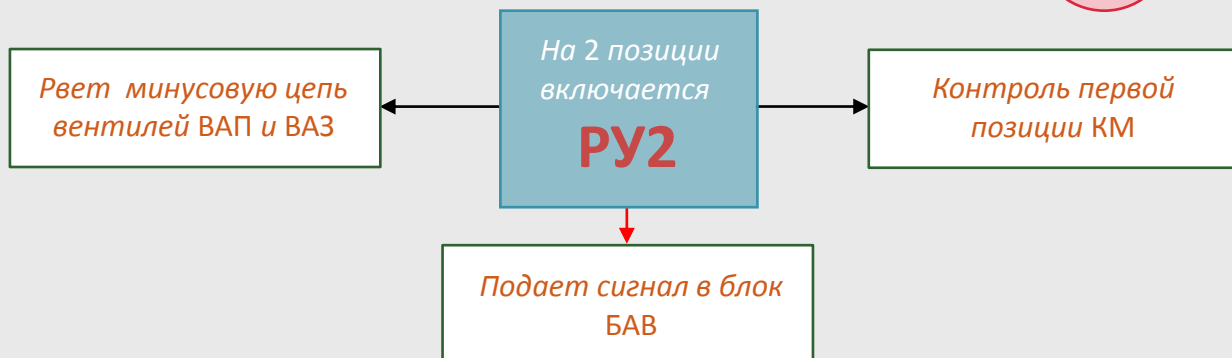 Рвет минусовую цепь
вентилей ВАП и ВАЗ
На 2 позиции
включается
РУ2
Контроль первой
позиции КМ
Подает сигнал в блок
БАВ